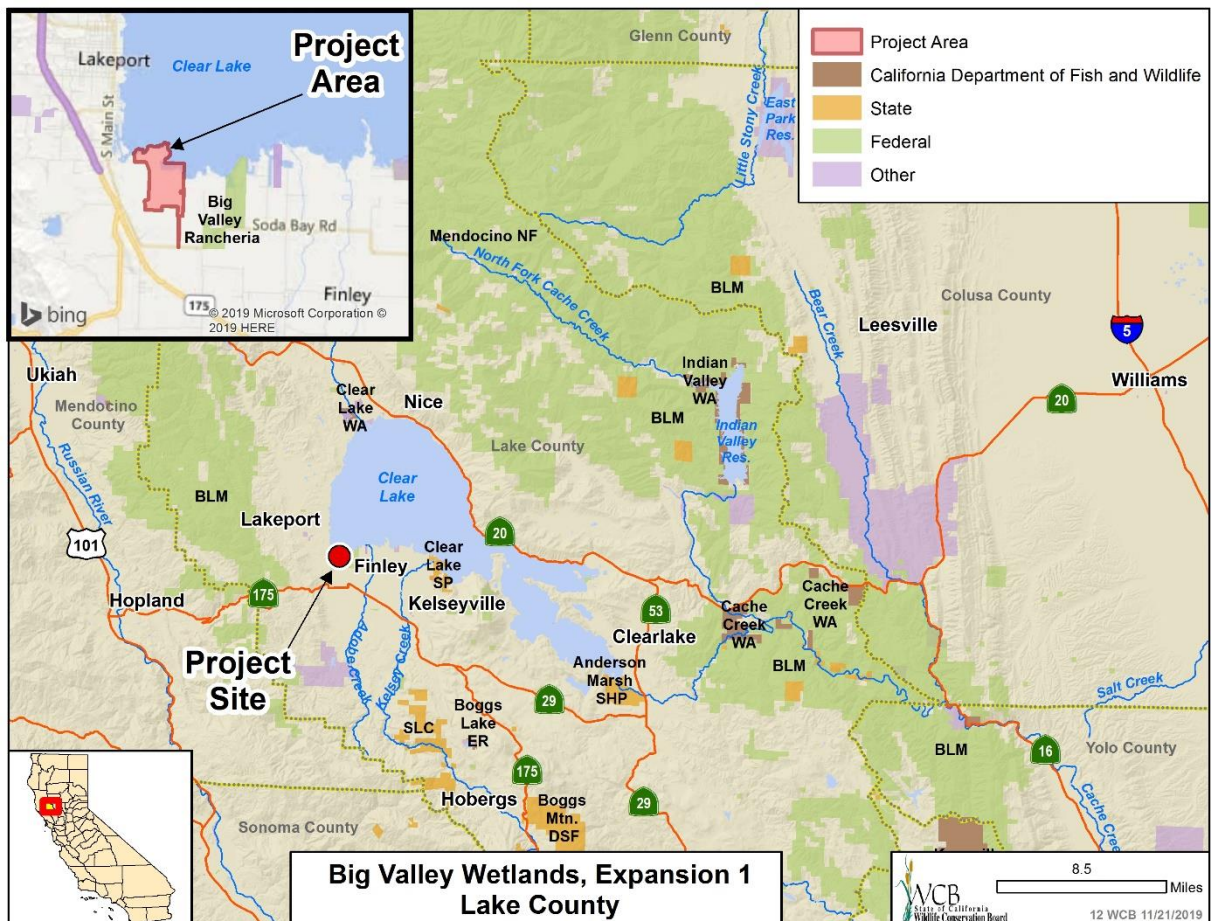 Lakeport
Clear Lake
Project
Area
S Main St
Big
Valley
Rancheria
Soda Bay Rd
Finley
175
bing
© 2019 Microsoft Corporation ©
2019 HERE
Project Area
California Department of Fish and Wildlife
State
Federal
Other
Glenn County
Little Stony Creek
East
Park
Res.
Mendocino NF
North Fork Cache Creek
BLM
Bear Creek
Colusa County
Leesville
5
Williams
20
Ukiah
Mendocino
County
Russian River
Clear
Lake
WA
Nice
Indian
Valley
WA
BLM
Lake County
Indian
Valley
Res.
BLM
Clear
Lake
Lakeport
101
20
Finley
Clear
Lake
SP
Kelseyville
Hopland
175
53
Clearlake
Cache
Creek
WA
Cache
Creek
WA
BLM
Project
Site
Adobe Creek
Kelsey Creek
Anderson
Marsh
SHP
29
SLC
Boggs
Lake
ER
Salt Creek
BLM
Yolo County
16
Cache Creek
175
Hobergs
Boggs
Mtn.
DSF
29
Sonoma County
Big Valley Wetlands, Expansion 1
Lake County
WCB
State of California
Wildlife Conservation Board
8.5
Miles
12 WCB 11/21/2019